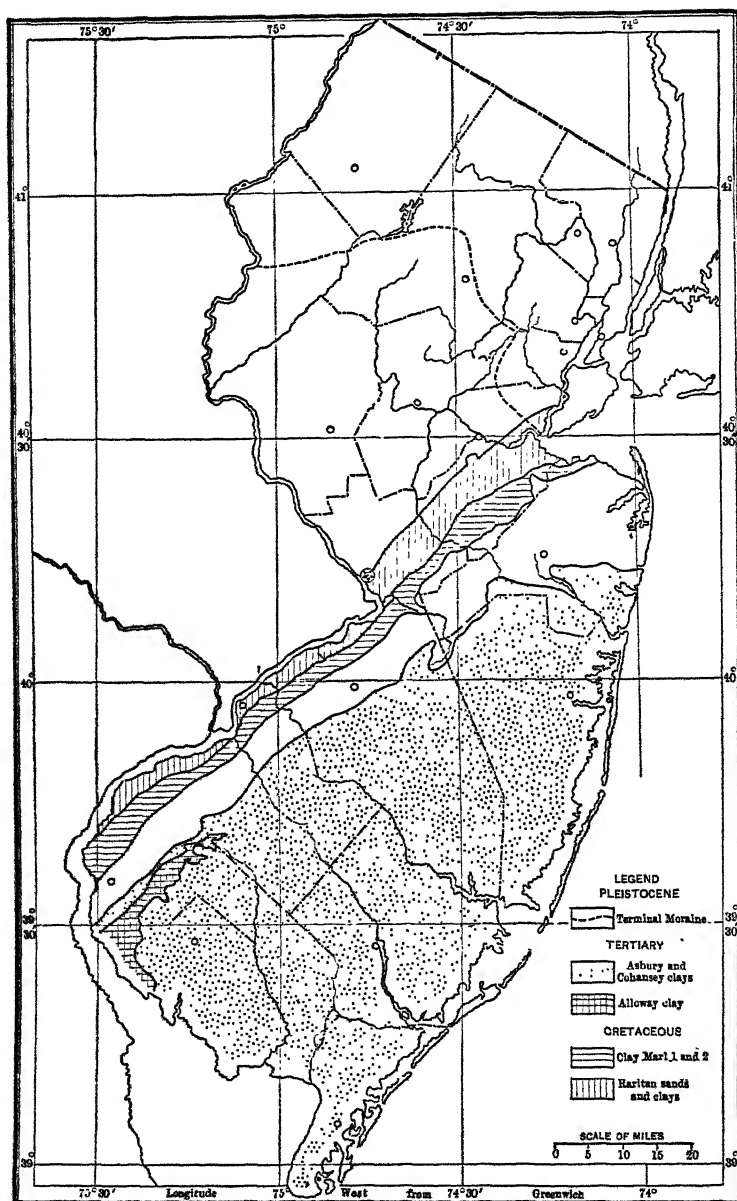 75° 30' 75° 74° 30' 74°
41° 41°
40° 30' 40° 30'
40° 40°
LEGEND
PLEISTOCENE
Terminal Moraine
TERTIARY
Asbury and
Cohansey clays
Alloway clay
CRETACEOUS
Clay Marl 1 and 2
Raritan sands
and clays
39° 30' 39° 30'
SCALE OF MILES
0 5 10 15 20
39° 39°
75° 30' Longitude 75° West from 74° 30' Greenwich 74°